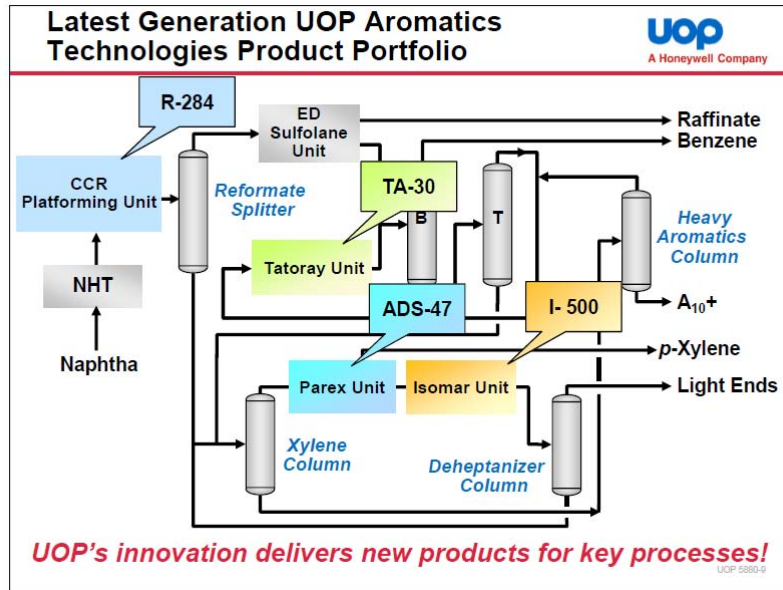 Latest Generation UOP Aromatics
Technologies Product Portfolio
uop
A Honeywell Company
R-284
ED
Sulfolane
Unit
Raffinate
Benzene
CCR
Platforming Unit
Reformate
Splitter
TA-30
B
T
Heavy
Aromatics
Column
Tatoray Unit
NHT
ADS-47
I- 500
A10+
Naphtha
p-Xylene
Parex Unit
Isomar Unit
Light Ends
Xylene
Column
Deheptanizer
Column
UOP's innovation delivers new products for key processes!
UOP 5880-9